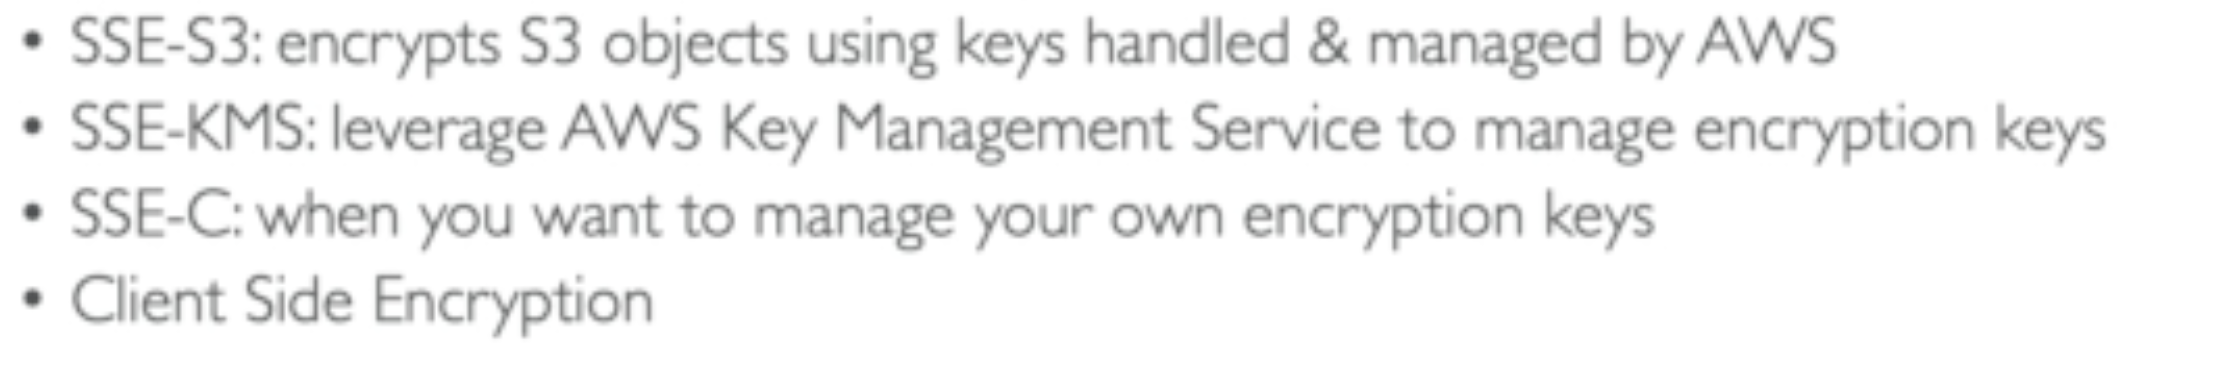 • SSE-S3: encrypts S3 objects using keys handled & managed by AWS
• SSE-KMS: leverage AWS Key Management Service to manage encryption keys
• SSE-C: when you want to manage your own encryption keys
• Client Side Encryption